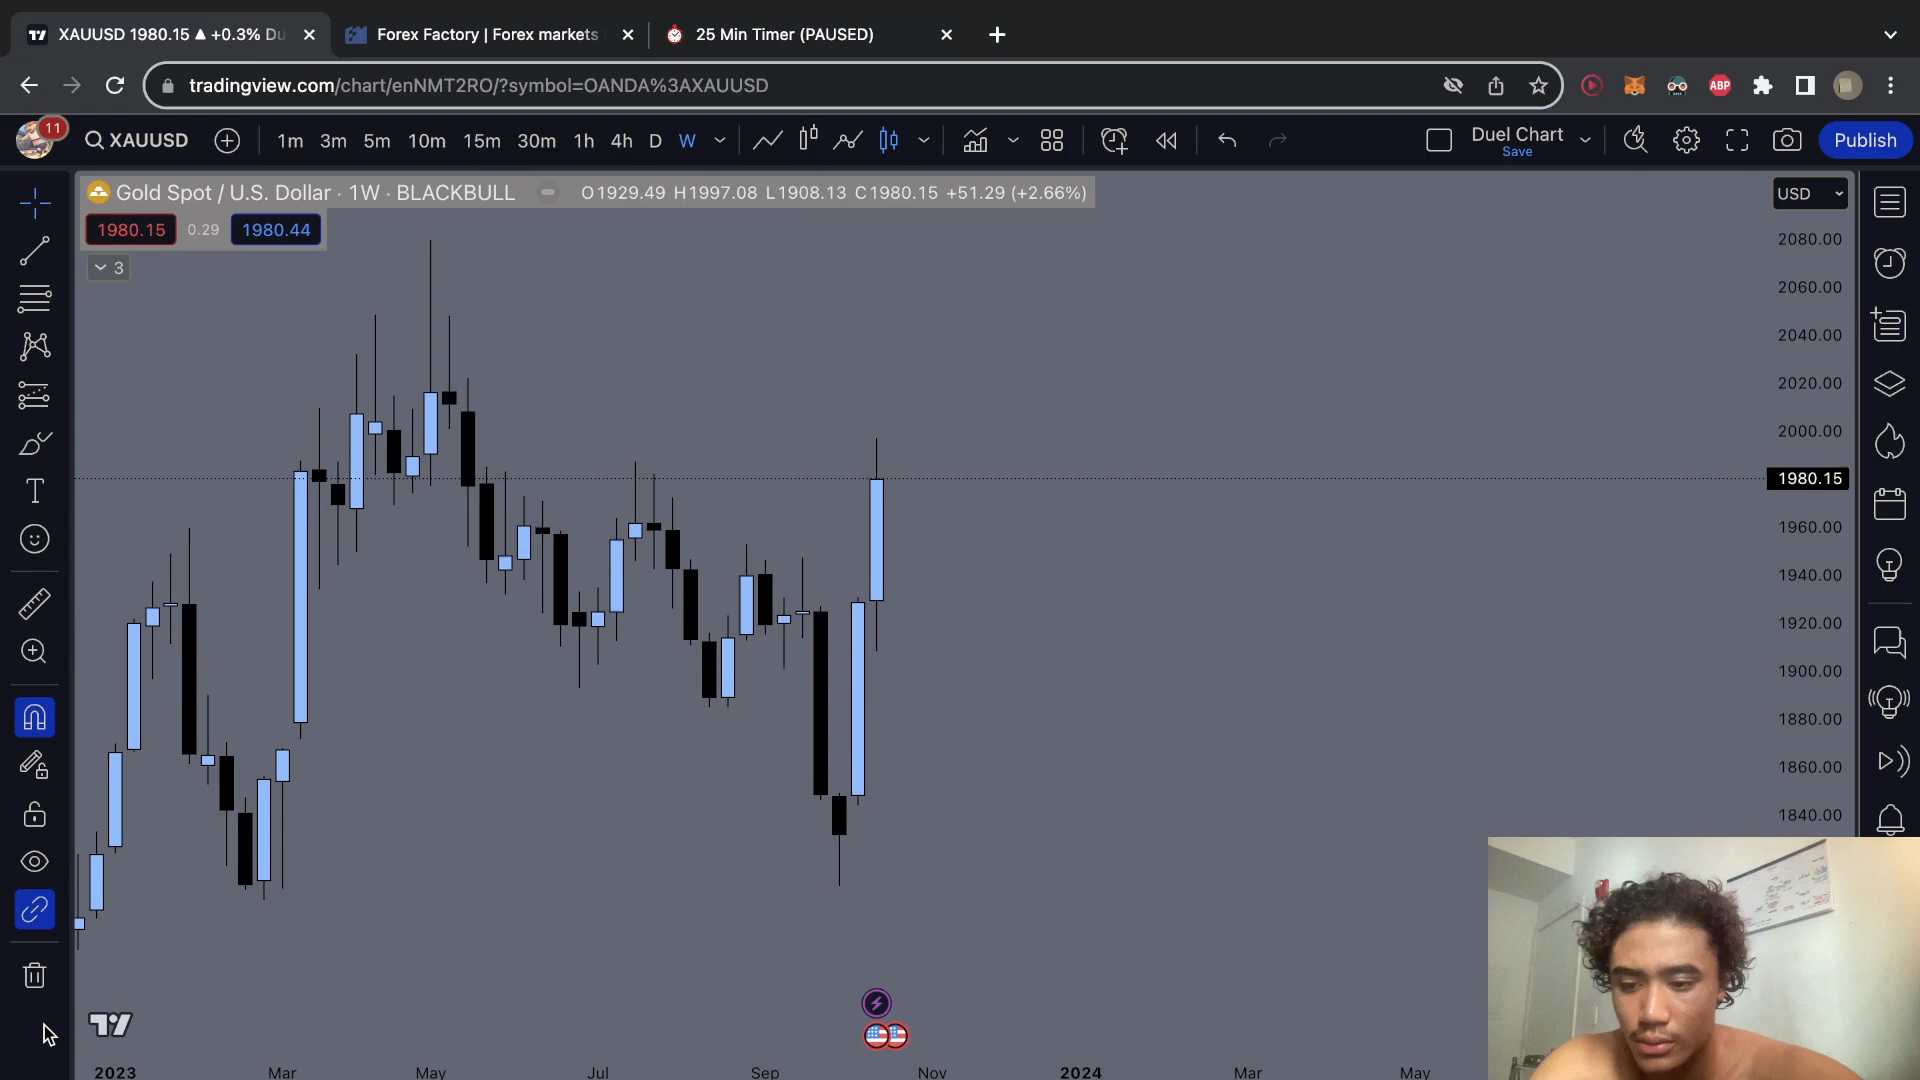 XAUUSD 1980.15 ▲ +0.3% Du
Forex Factory | Forex markets
25 Min Timer (PAUSED)
tradingview.com/chart/enNMT2RO/?symbol=OANDA%3AXAUUSD
ABP
11
XAUUSD
1m 3m 5m 10m 15m 30m 1h 4h D W
Duel Chart
Save
Publish
Gold Spot / U.S. Dollar · 1W · BLACKBULL
O1929.49 H1997.08 L1908.13 C1980.15 +51.29 (+2.66%)
USD
1980.15 0.29 1980.44
3
2080.00
2060.00
2040.00
2020.00
2000.00
1980.15
1960.00
1940.00
1920.00
1900.00
1880.00
1860.00
1840.00
2023 Mar May Jul Sep Nov 2024 Mar May